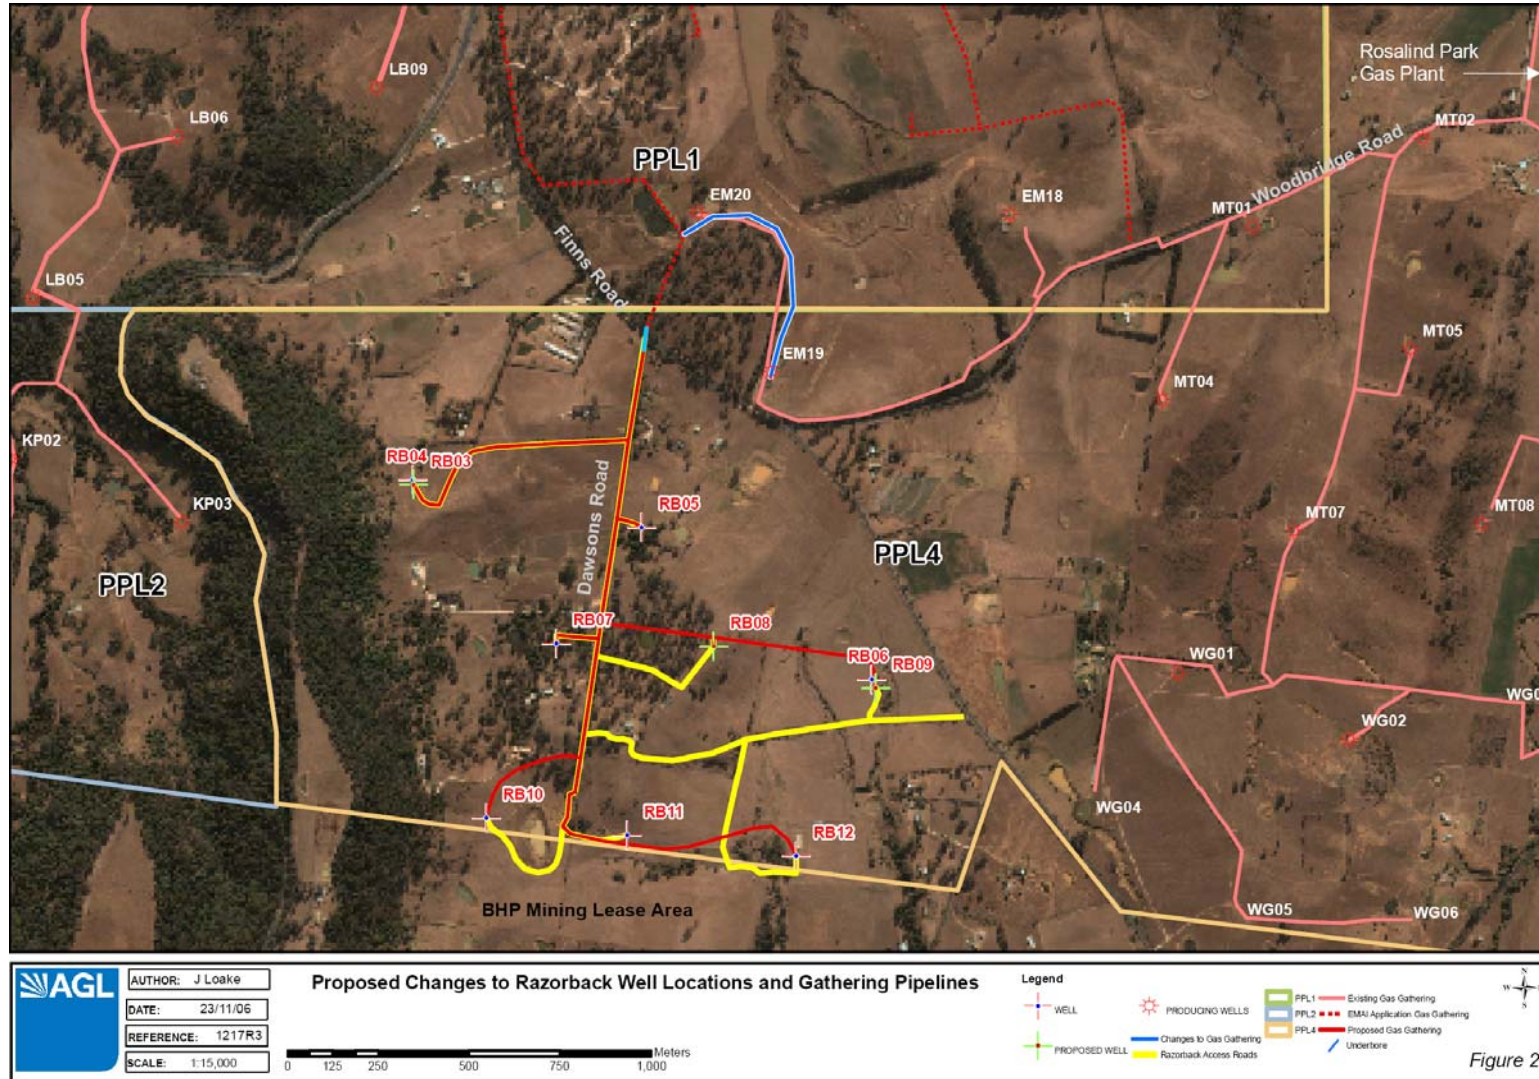 Rosalind Park
Gas Plant
LB09
LB06
MT02
PPL1
Woodbridge Road
EM20
EM18
MT01
Finns Road
LB05
MT05
EM19
MT04
KP02
RB04
RB03
KP03
RB05
MT08
MT07
Dawsons Road
PPL4
PPL2
RB07
RB08
RB06
RB09
WG01
WG02
RB10
WG04
RB11
RB12
BHP Mining Lease Area
WG05
WG06
AGL
AUTHOR: J Loake
DATE: 23/11/06
REFERENCE: 1217R3
SCALE: 1:15,000
Proposed Changes to Razorback Well Locations and Gathering Pipelines
Meters
0 125 250 500 750 1,000
Legend
WELL
PRODUCING WELLS
PROPOSED WELL
Changes to Gas Gathering
Razorback Access Roads
PPL1
PPL2
PPL4
Existing Gas Gathering
EMAI Application Gas Gathering
Proposed Gas Gathering
Underbore
N
W
S
Figure 2